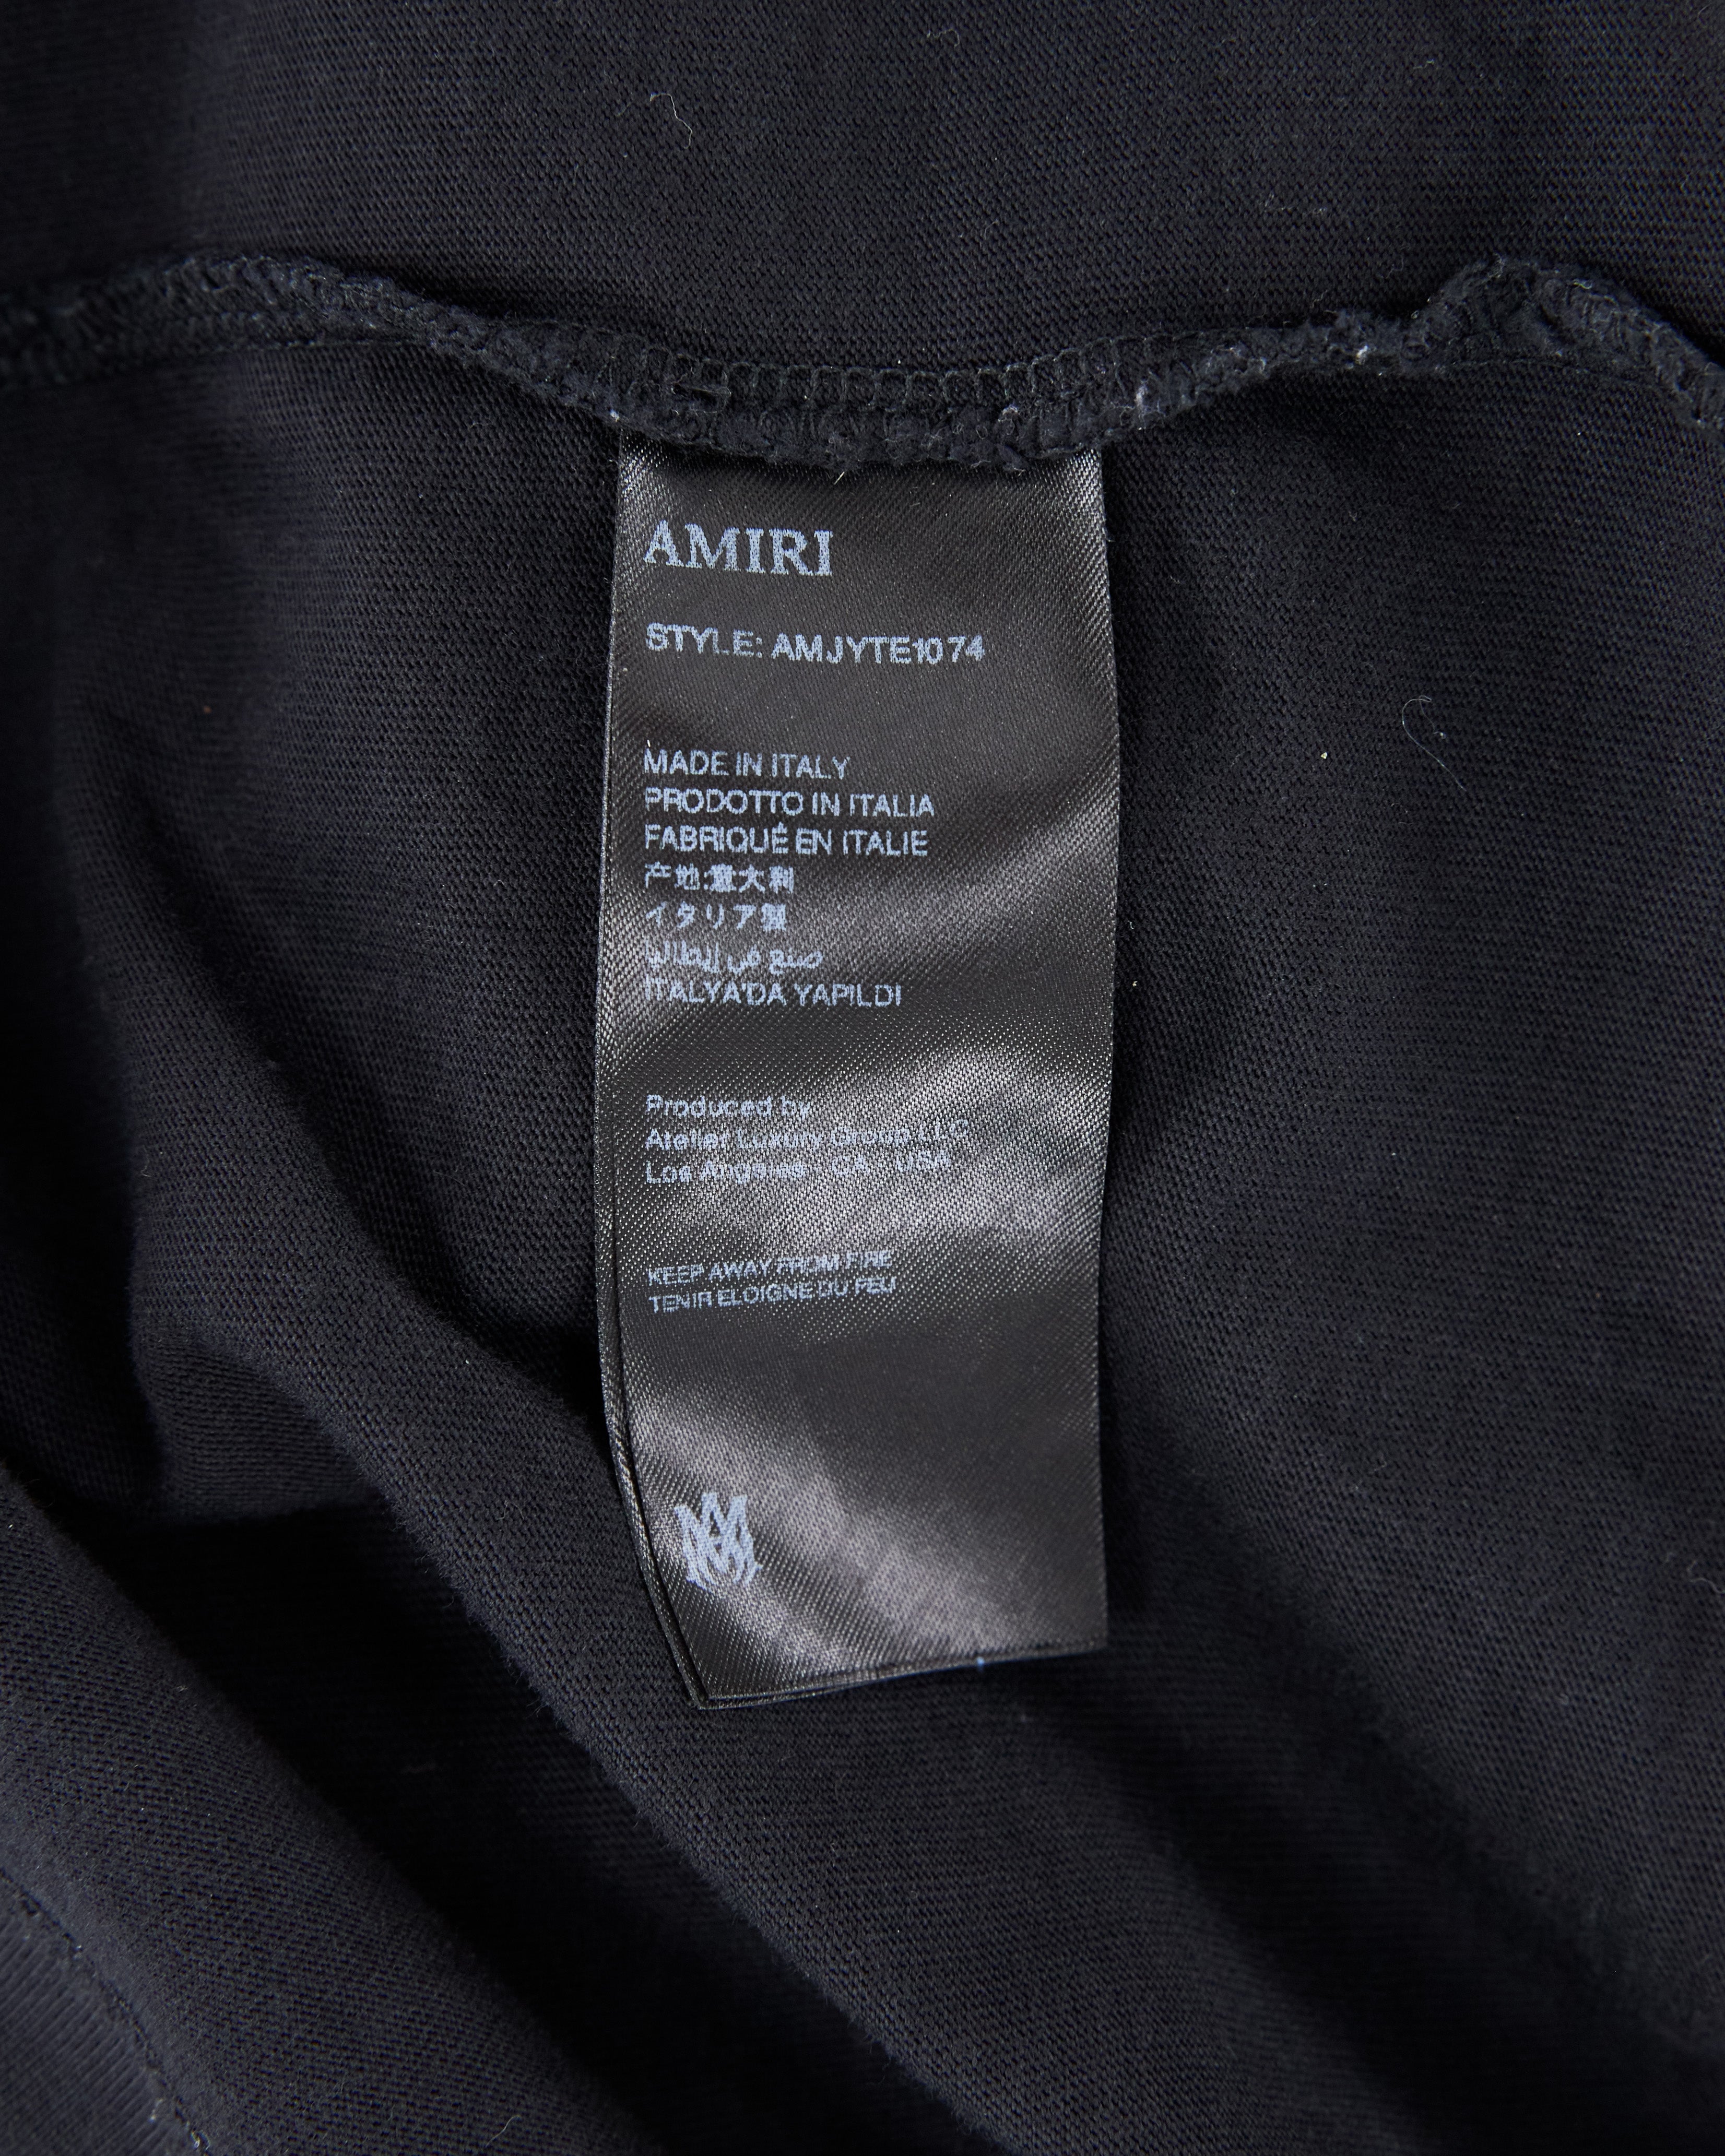 AMIRI
STYLE: AMJYTE1074
MADE IN ITALY
PRODOTTO IN ITALIA
FABRIQUÉ EN ITALIE
产地:意大利
イタリア製
صنع في إيطاليا
ITALYA'DA YAPILDI
Produced by
Atelier Luxury Group LLC
Los Angeles, CA, USA
KEEP AWAY FROM FIRE
TENIR ELOIGNE DU FEU